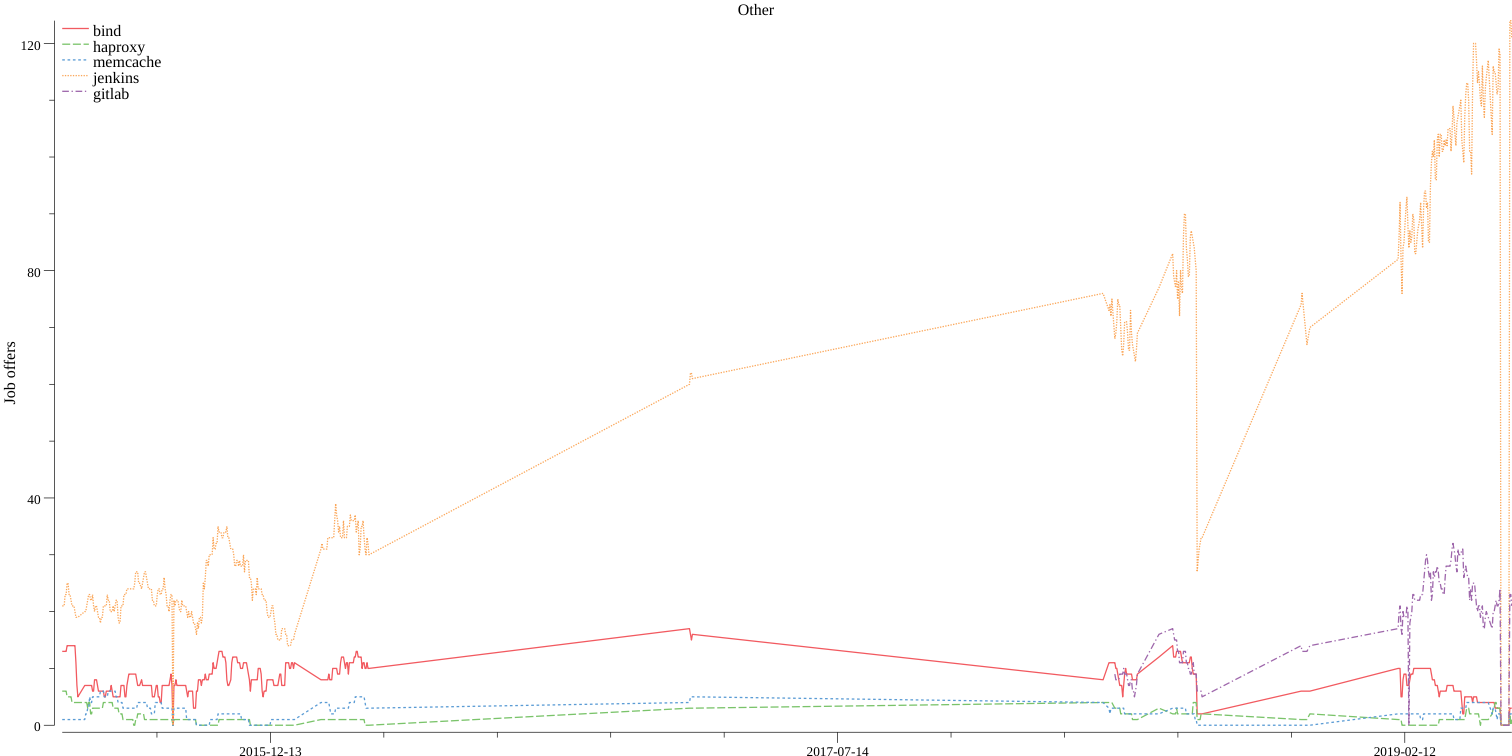 Other
bind
haproxy
memcache
jenkins
gitlab
Job offers
120
80
40
0
2015-12-13
2017-07-14
2019-02-12